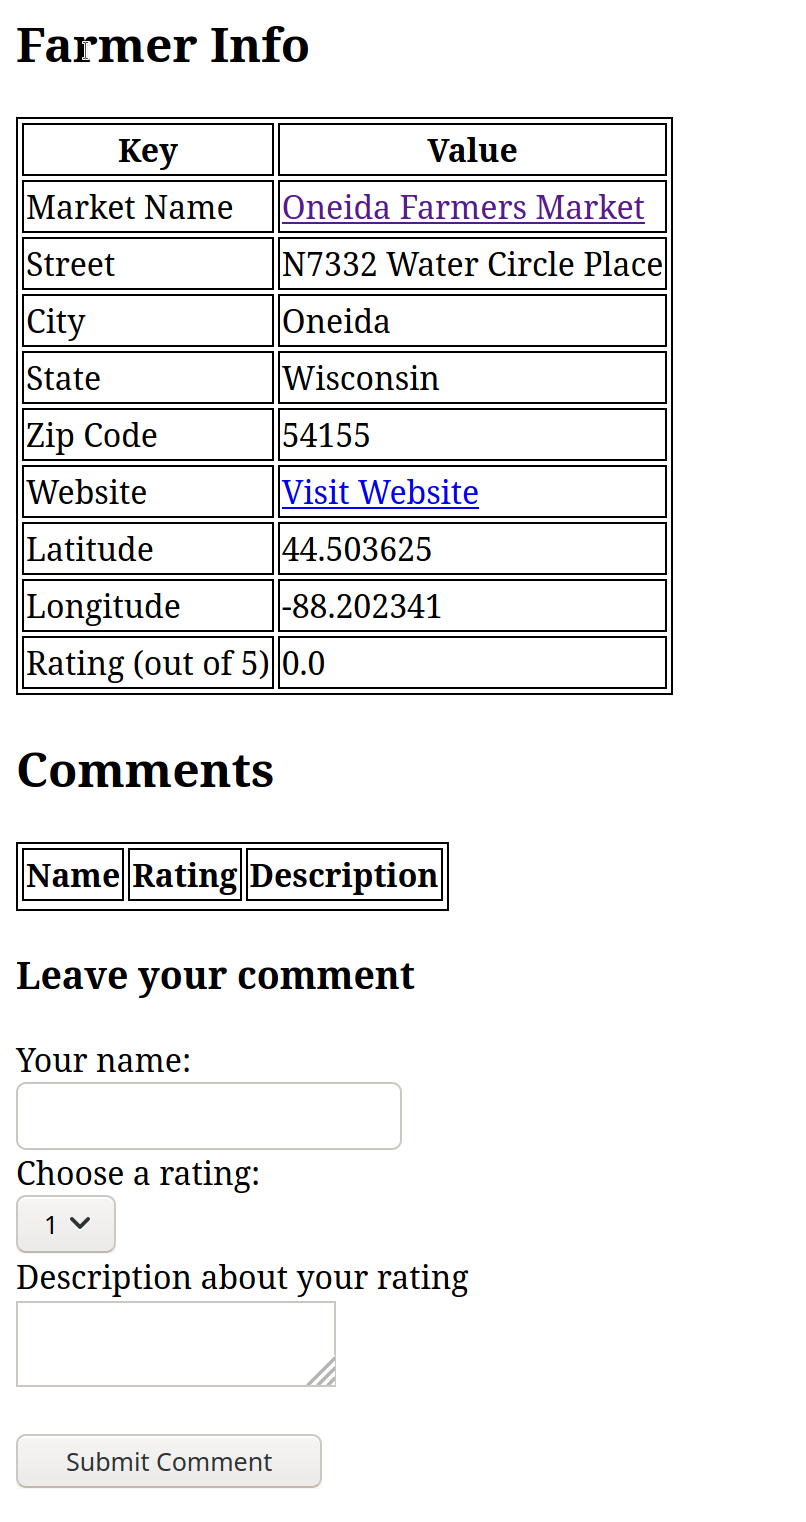 Farmer Info
Key Value
Market Name Oneida Farmers Market
Street N7332 Water Circle Place
City Oneida
State Wisconsin
Zip Code 54155
Website Visit Website
Latitude 44.503625
Longitude -88.202341
Rating (out of 5) 0.0
Comments
Name Rating Description
Leave your comment
Your name:
Choose a rating:
1
Description about your rating
Submit Comment